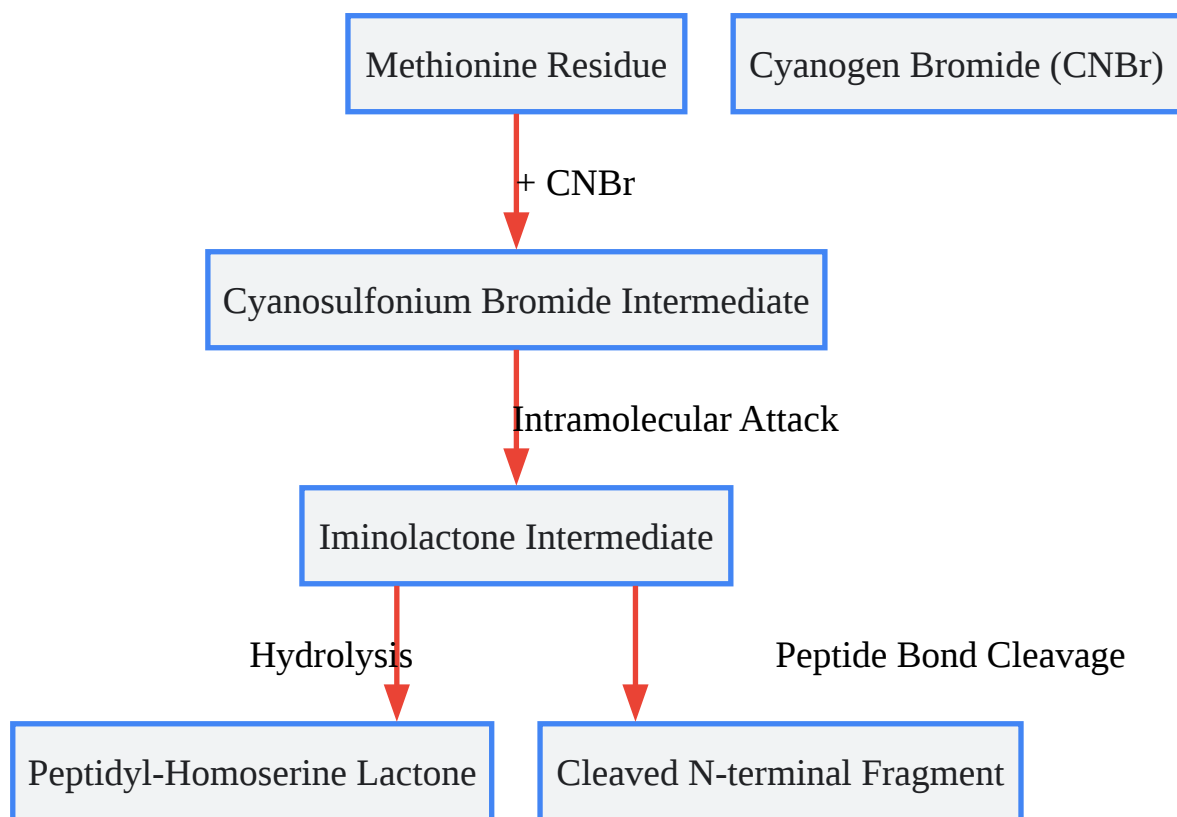 Methionine Residue
Cyanogen Bromide (CNBr)
+ CNBr
Cyanosulfonium Bromide Intermediate
Intramolecular Attack
Iminolactone Intermediate
Hydrolysis
Peptide Bond Cleavage
Peptidyl-Homoserine Lactone
Cleaved N-terminal Fragment